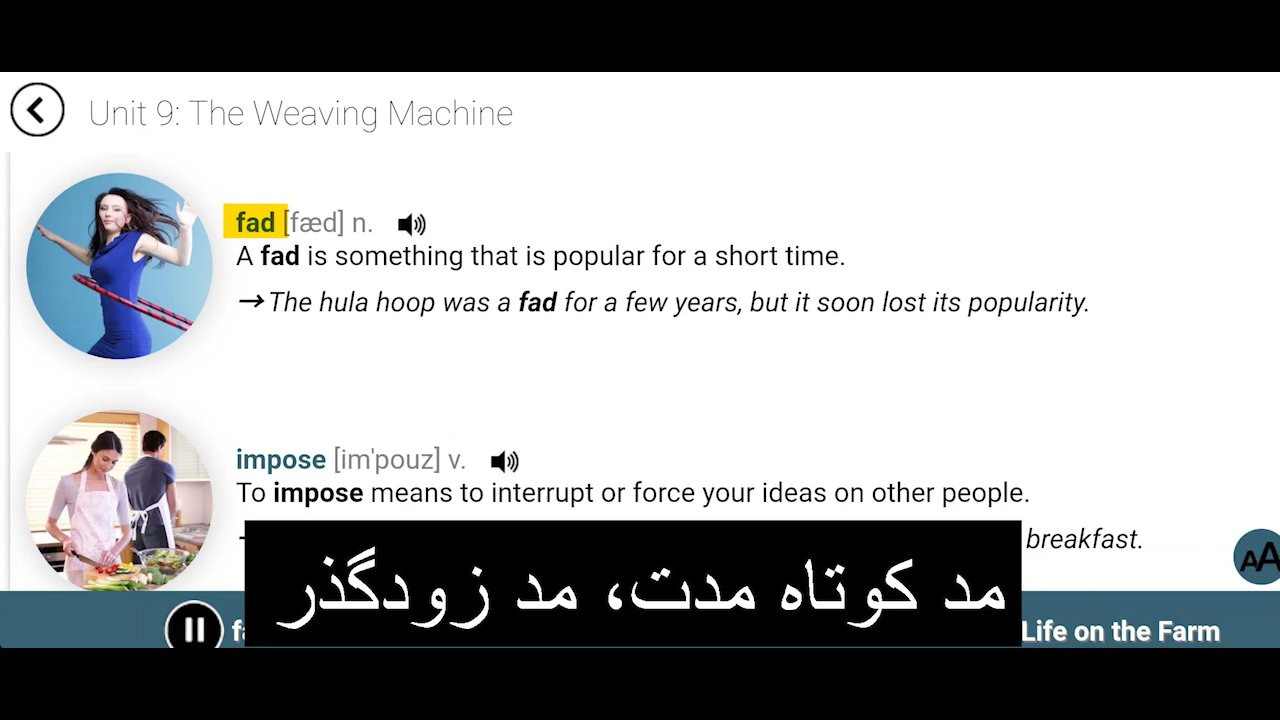 Unit 9: The Weaving Machine
fad [fæd] n.
A fad is something that is popular for a short time.
→ The hula hoop was a fad for a few years, but it soon lost its popularity.
impose [im'pouz] v.
To impose means to interrupt or force your ideas on other people.
breakfast.
AA
مد کوتاه مدت، مد زودگذر
Life on the Farm